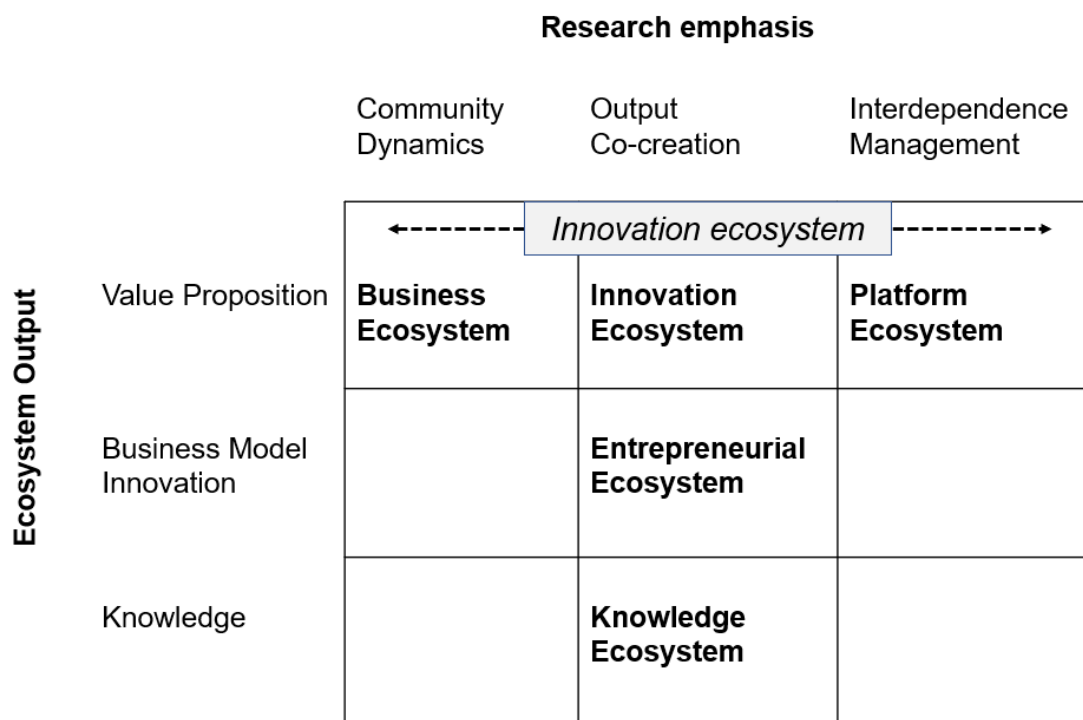 Research emphasis
Community
Dynamics
Output
Co-creation
Interdependence
Management
Innovation ecosystem
Ecosystem Output
Value Proposition
Business
Ecosystem
Innovation
Ecosystem
Platform
Ecosystem
Business Model
Innovation
Entrepreneurial
Ecosystem
Knowledge
Knowledge
Ecosystem